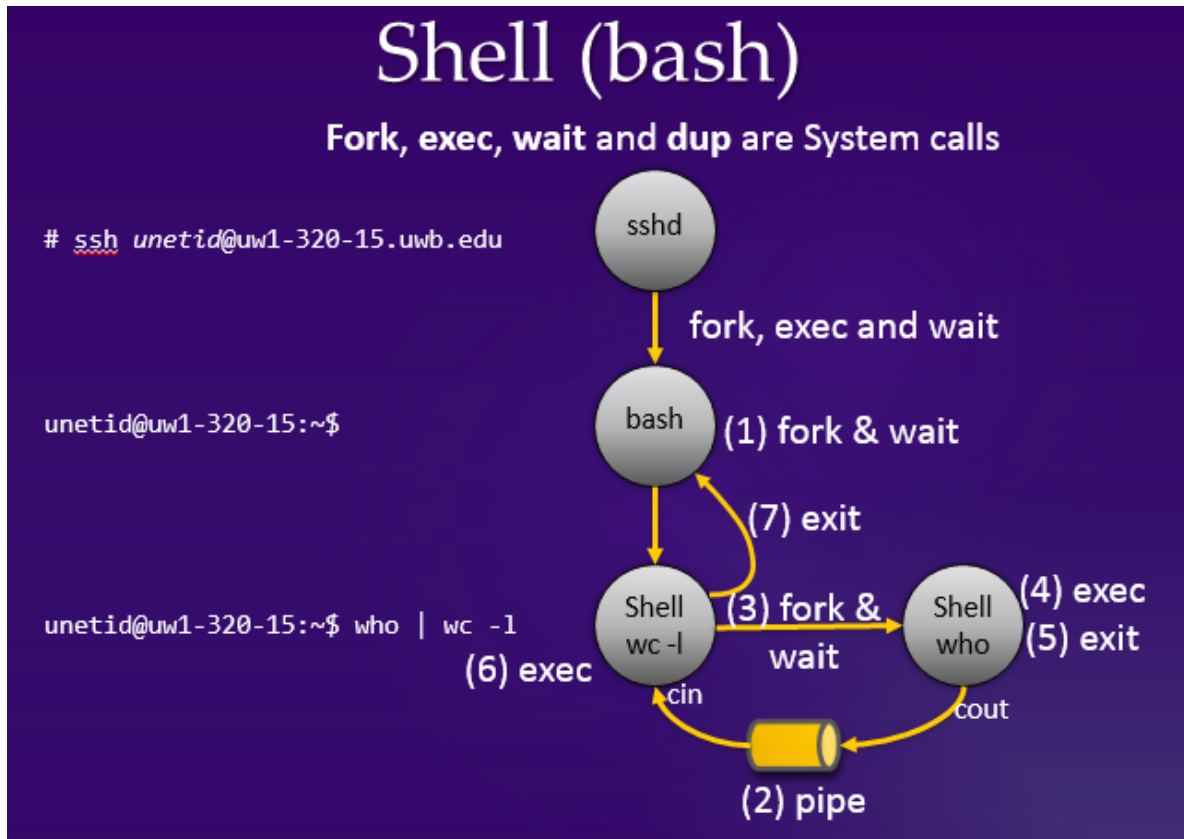 Shell (bash)
Fork, exec, wait and dup are System calls
# ssh unetid@uw1-320-15.uwb.edu
sshd
fork, exec and wait
unetid@uw1-320-15:~$
bash
(1) fork & wait
(7) exit
unetid@uw1-320-15:~$ who | wc -l
(6) exec
Shell
wc -l
(3) fork &
wait
Shell
who
(4) exec
(5) exit
cin
cout
(2) pipe